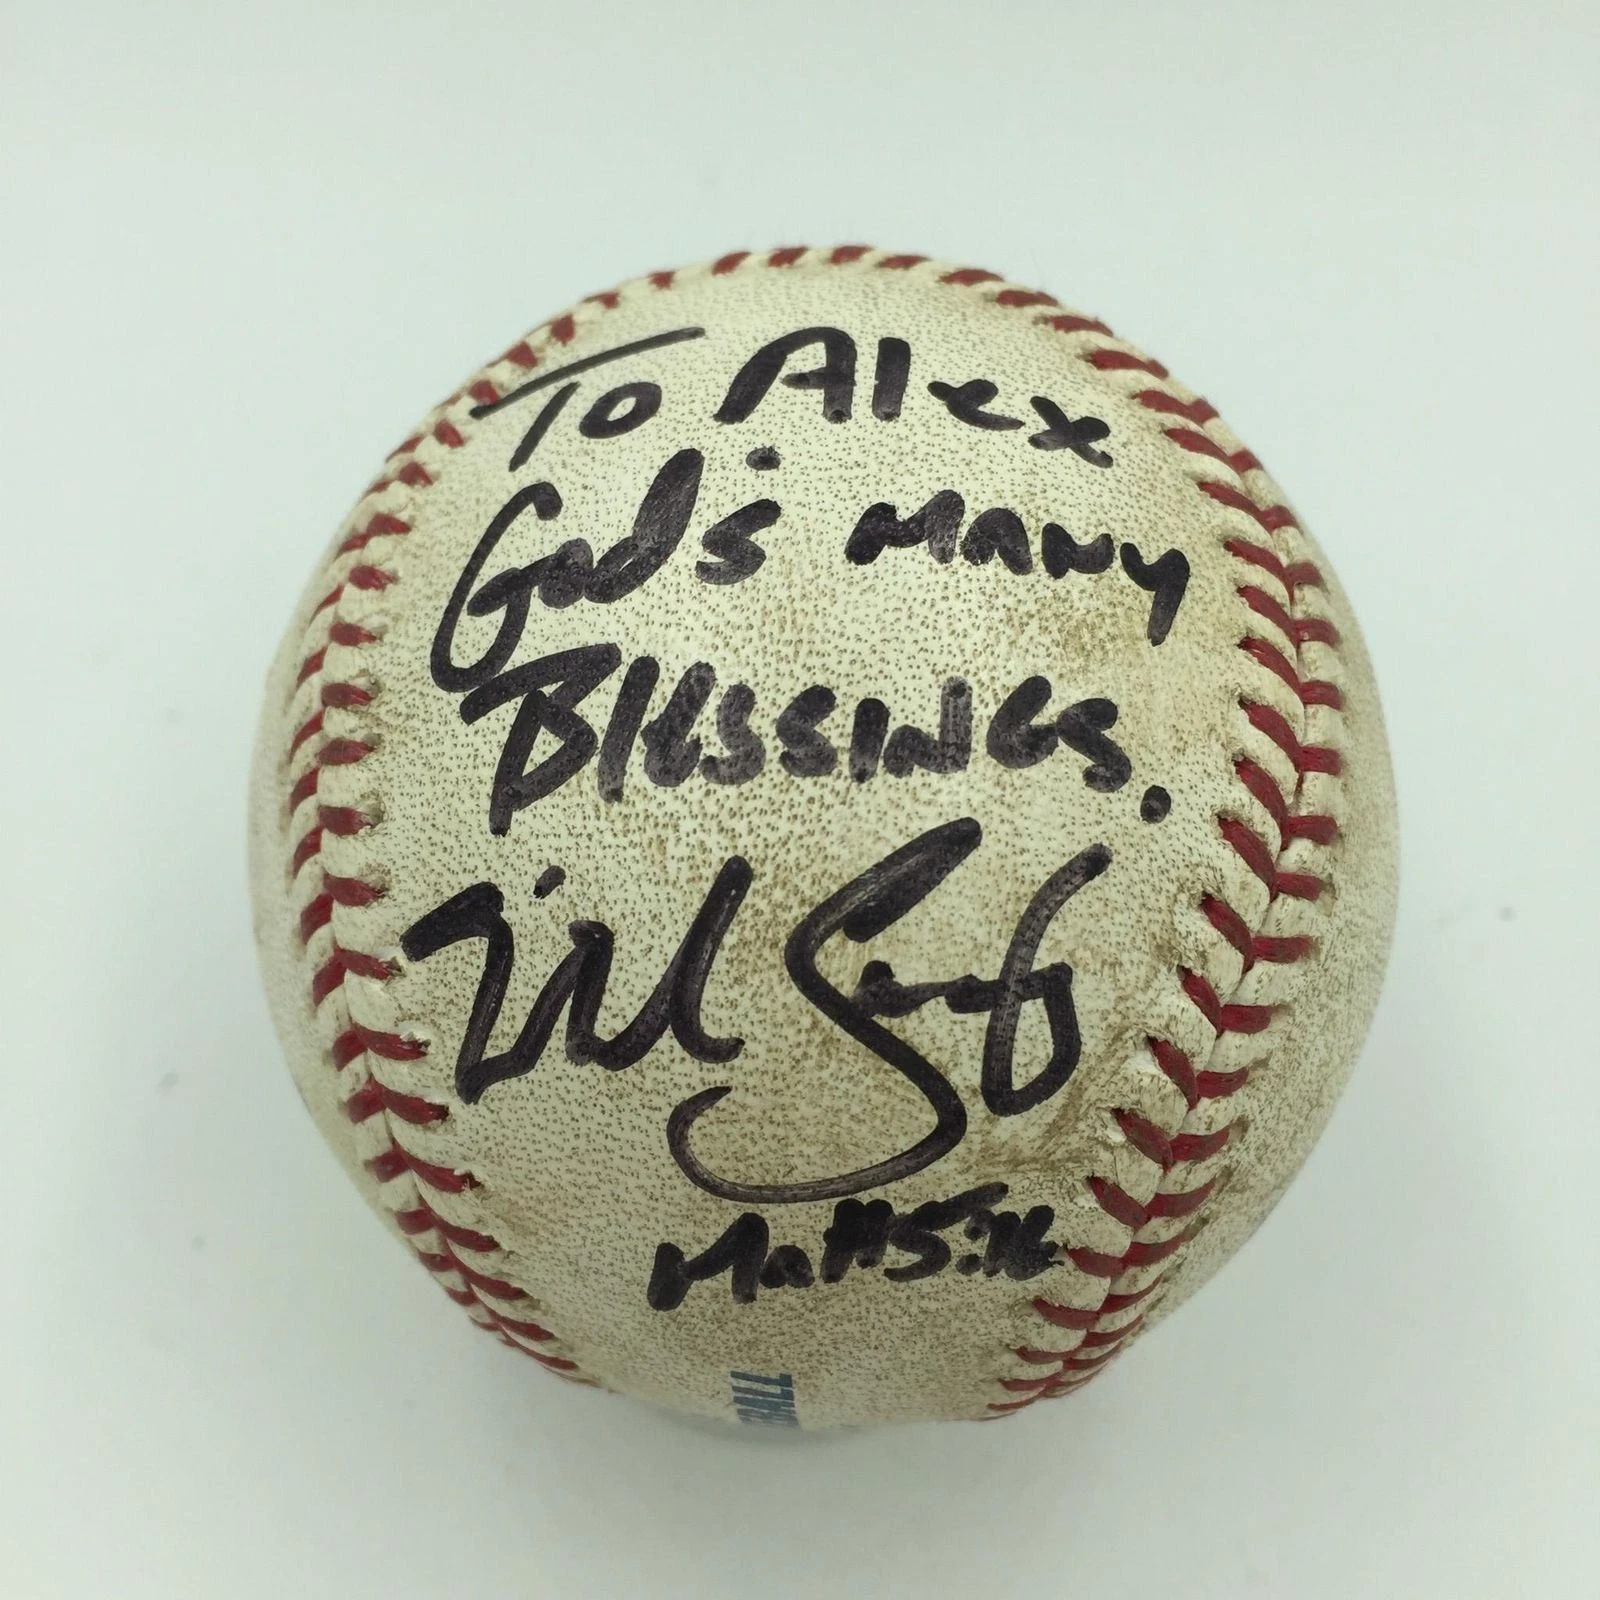 To Alex
God's Many
Blessings.
Matt 5:16